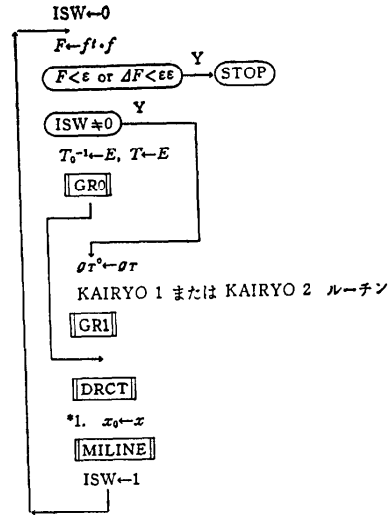 ISW←0
F←fᵗ・f
F<ε or ΔF<εε Y STOP
ISW≒0 Y
T₀⁻¹←E, T←E
GR0
gT⁰←gT
KAIRYO 1 または KAIRYO 2 ルーチン
GR1
DRCT
*1. x₀←x
MILINE
ISW←1